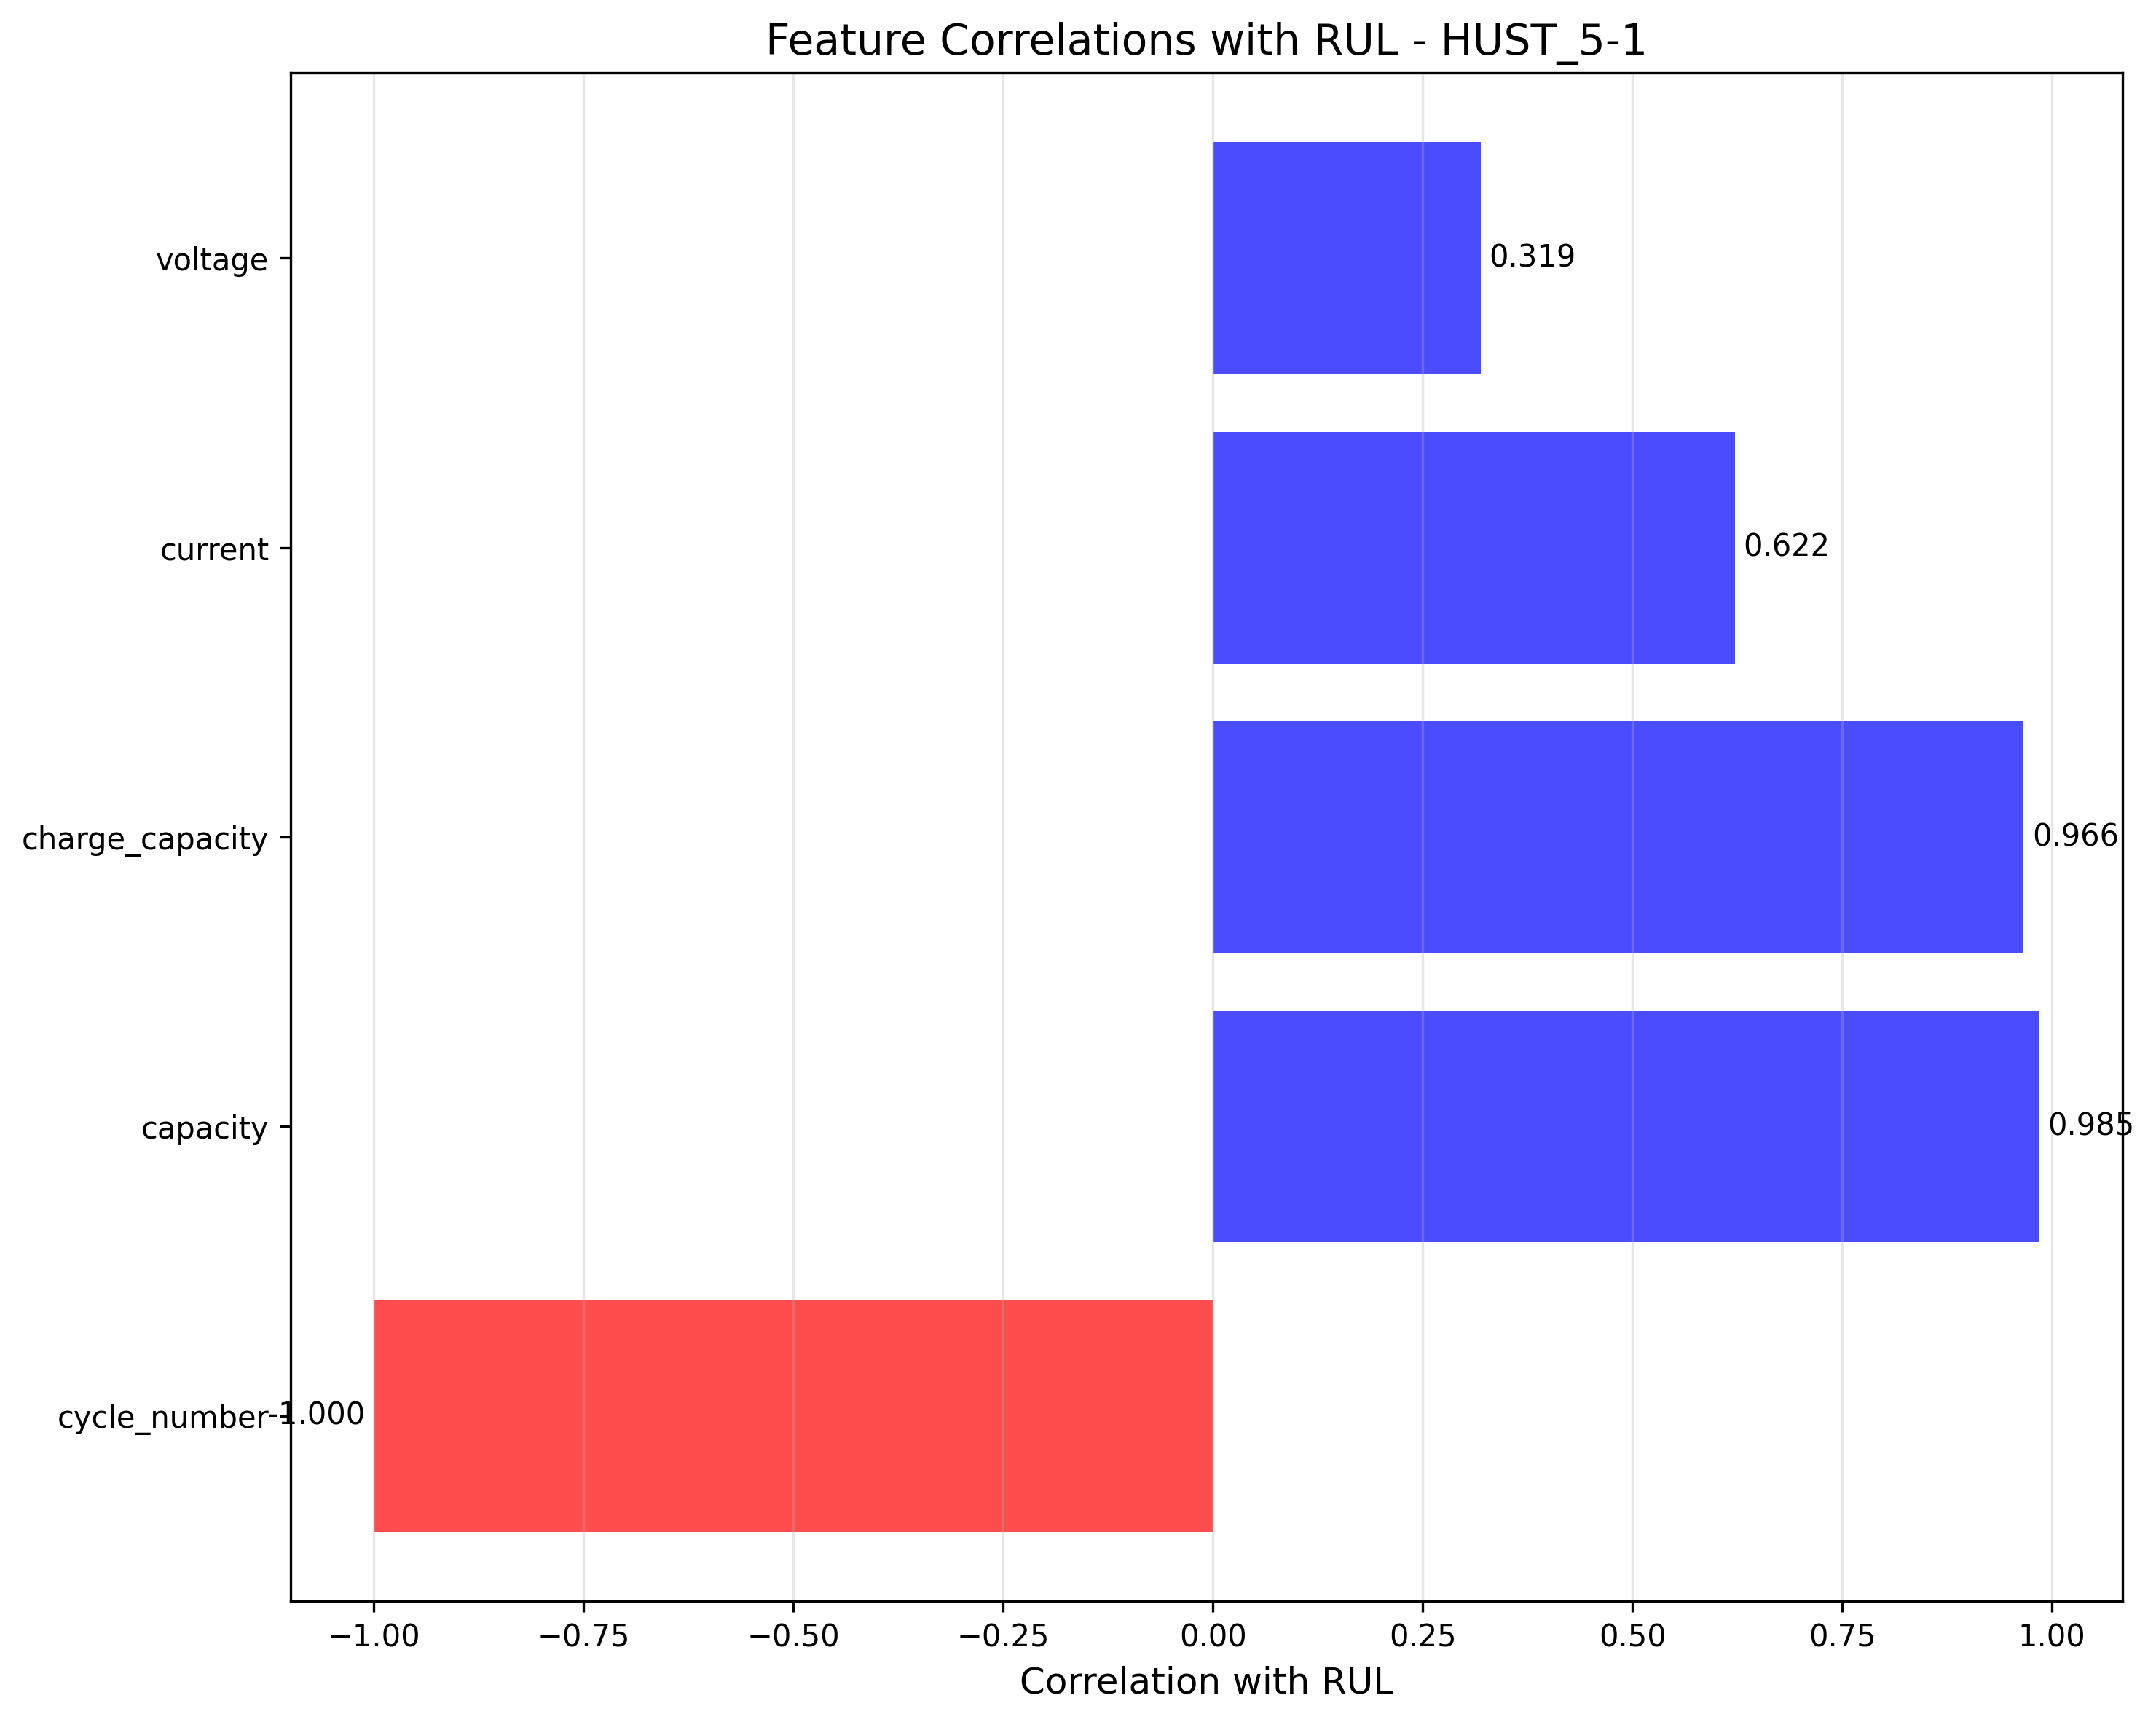 Feature Correlations with RUL - HUST_5-1
voltage
0.319
current
0.622
charge_capacity
0.966
capacity
0.985
cycle_number
-1.000
−1.00 −0.75 −0.50 −0.25 0.00 0.25 0.50 0.75 1.00
Correlation with RUL